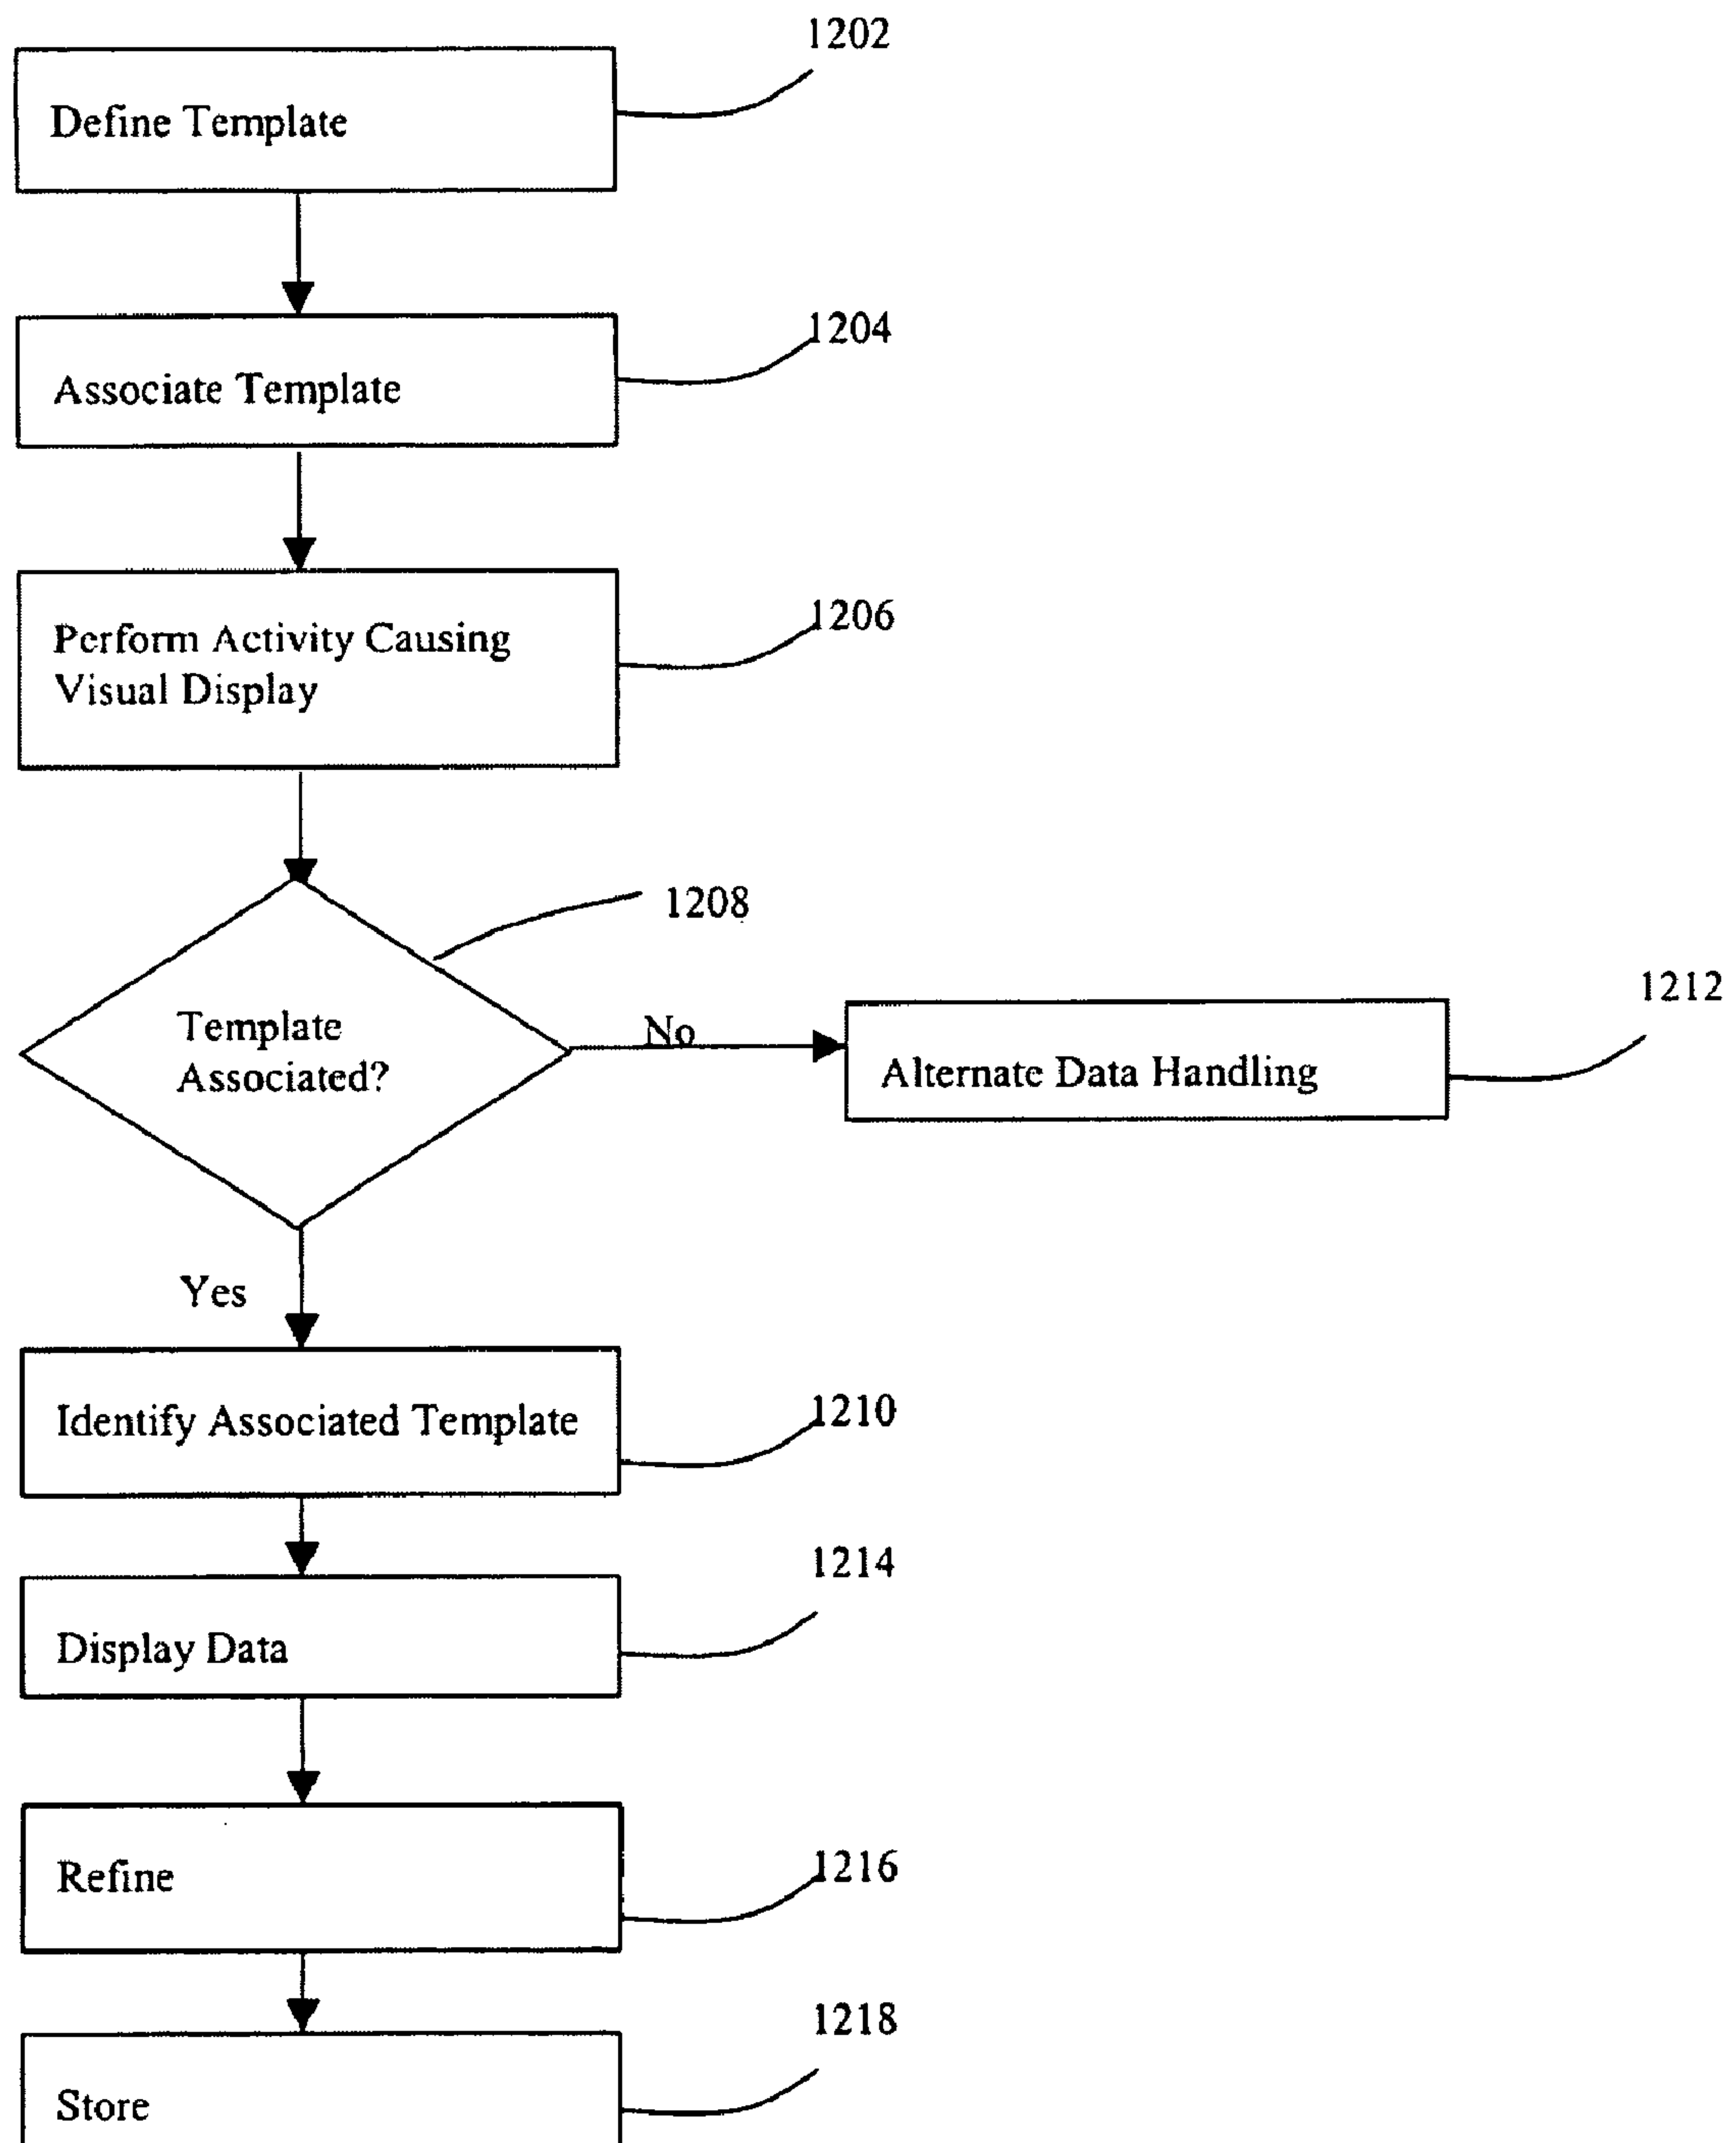 1202
Define Template
1204
Associate Template
1206
Perform Activity Causing
Visual Display
1208
Template
Associated?
No
1212
Alternate Data Handling
Yes
Identify Associated Template
1210
1214
Display Data
1216
Refine
1218
Store